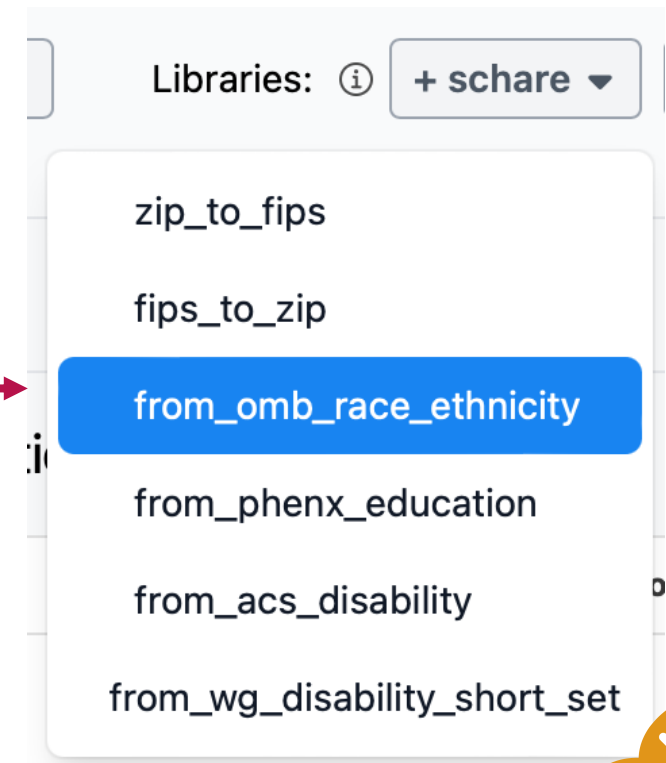 Libraries: ⓘ + schare
zip_to_fips
fips_to_zip
from_omb_race_ethnicity
from_phenx_education
from_acs_disability
from_wg_disability_short_set